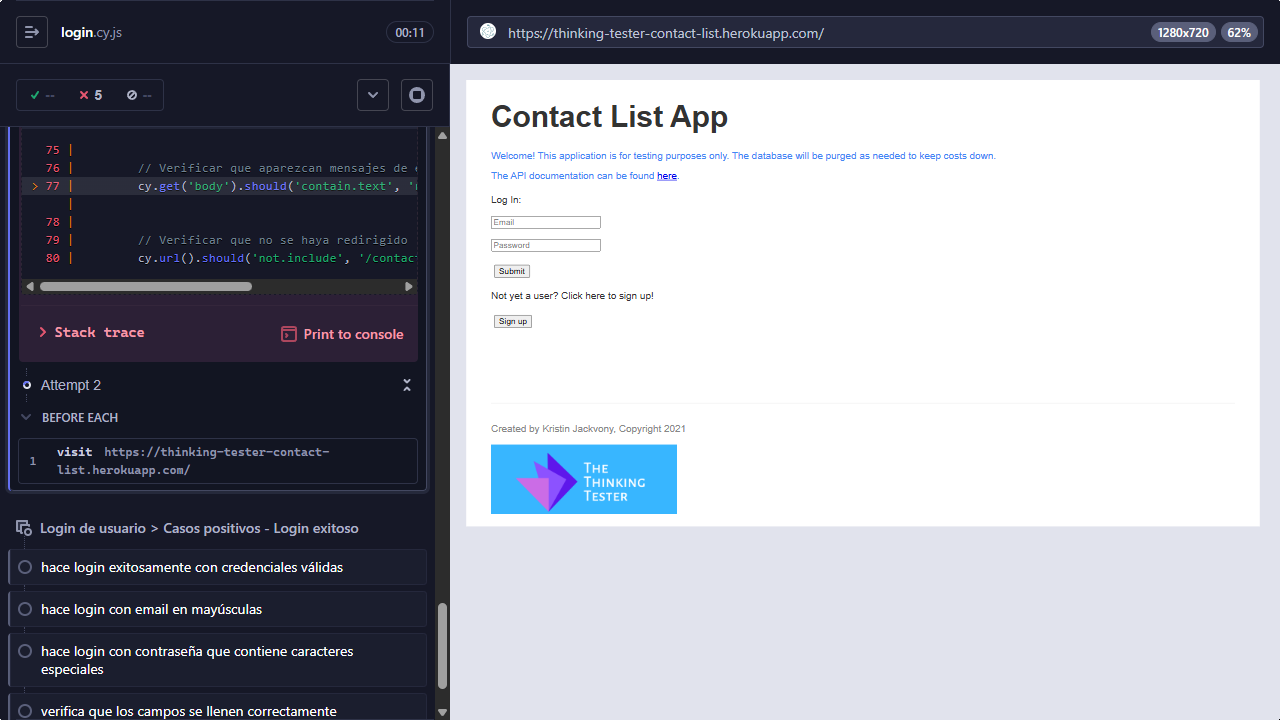 login.cy.js
00:11
https://thinking-tester-contact-list.herokuapp.com/
1280x720
62%
--
5
--
75 |
76 | // Verificar que aparezcan mensajes de
> 77 | cy.get('body').should('contain.text', '
|
78 |
79 | // Verificar que no se haya redirigido
80 | cy.url().should('not.include', '/contac
Stack trace
Print to console
Attempt 2
BEFORE EACH
1 visit https://thinking-tester-contact-
list.herokuapp.com/
Login de usuario > Casos positivos - Login exitoso
hace login exitosamente con credenciales válidas
hace login con email en mayúsculas
hace login con contraseña que contiene caracteres
especiales
verifica que los campos se llenen correctamente
Contact List App
Welcome! This application is for testing purposes only. The database will be purged as needed to keep costs down.
The API documentation can be found here.
Log In:
Email
Password
Submit
Not yet a user? Click here to sign up!
Sign up
Created by Kristin Jackvony, Copyright 2021
THE
THINKING
TESTER